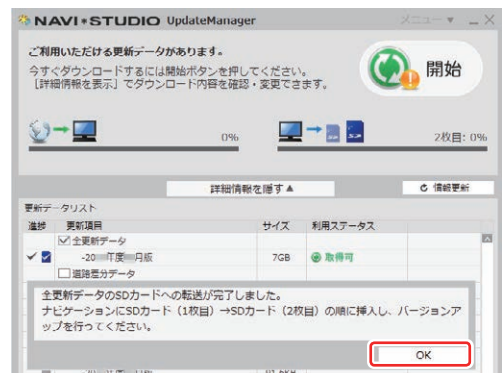 NAVI*STUDIO UpdateManager
メニュー ▼ _ X
ご利用いただける更新データがあります。
今すぐダウンロードするには開始ボタンを押してください。
[詳細情報を表示]でダウンロード内容を確認・変更できます。
開始
0%
2枚目: 0%
詳細情報を隠す▲
情報更新
更新データリスト
進捗 更新項目 サイズ 利用ステータス
全更新データ
-20 年度 月版 7GB 取得可
道路差分データ
全更新データのSDカードへの転送が完了しました。
ナビゲーションにSDカード（1枚目）→SDカード（2枚目）の順に挿入し、バージョンア
ップを行ってください。
OK